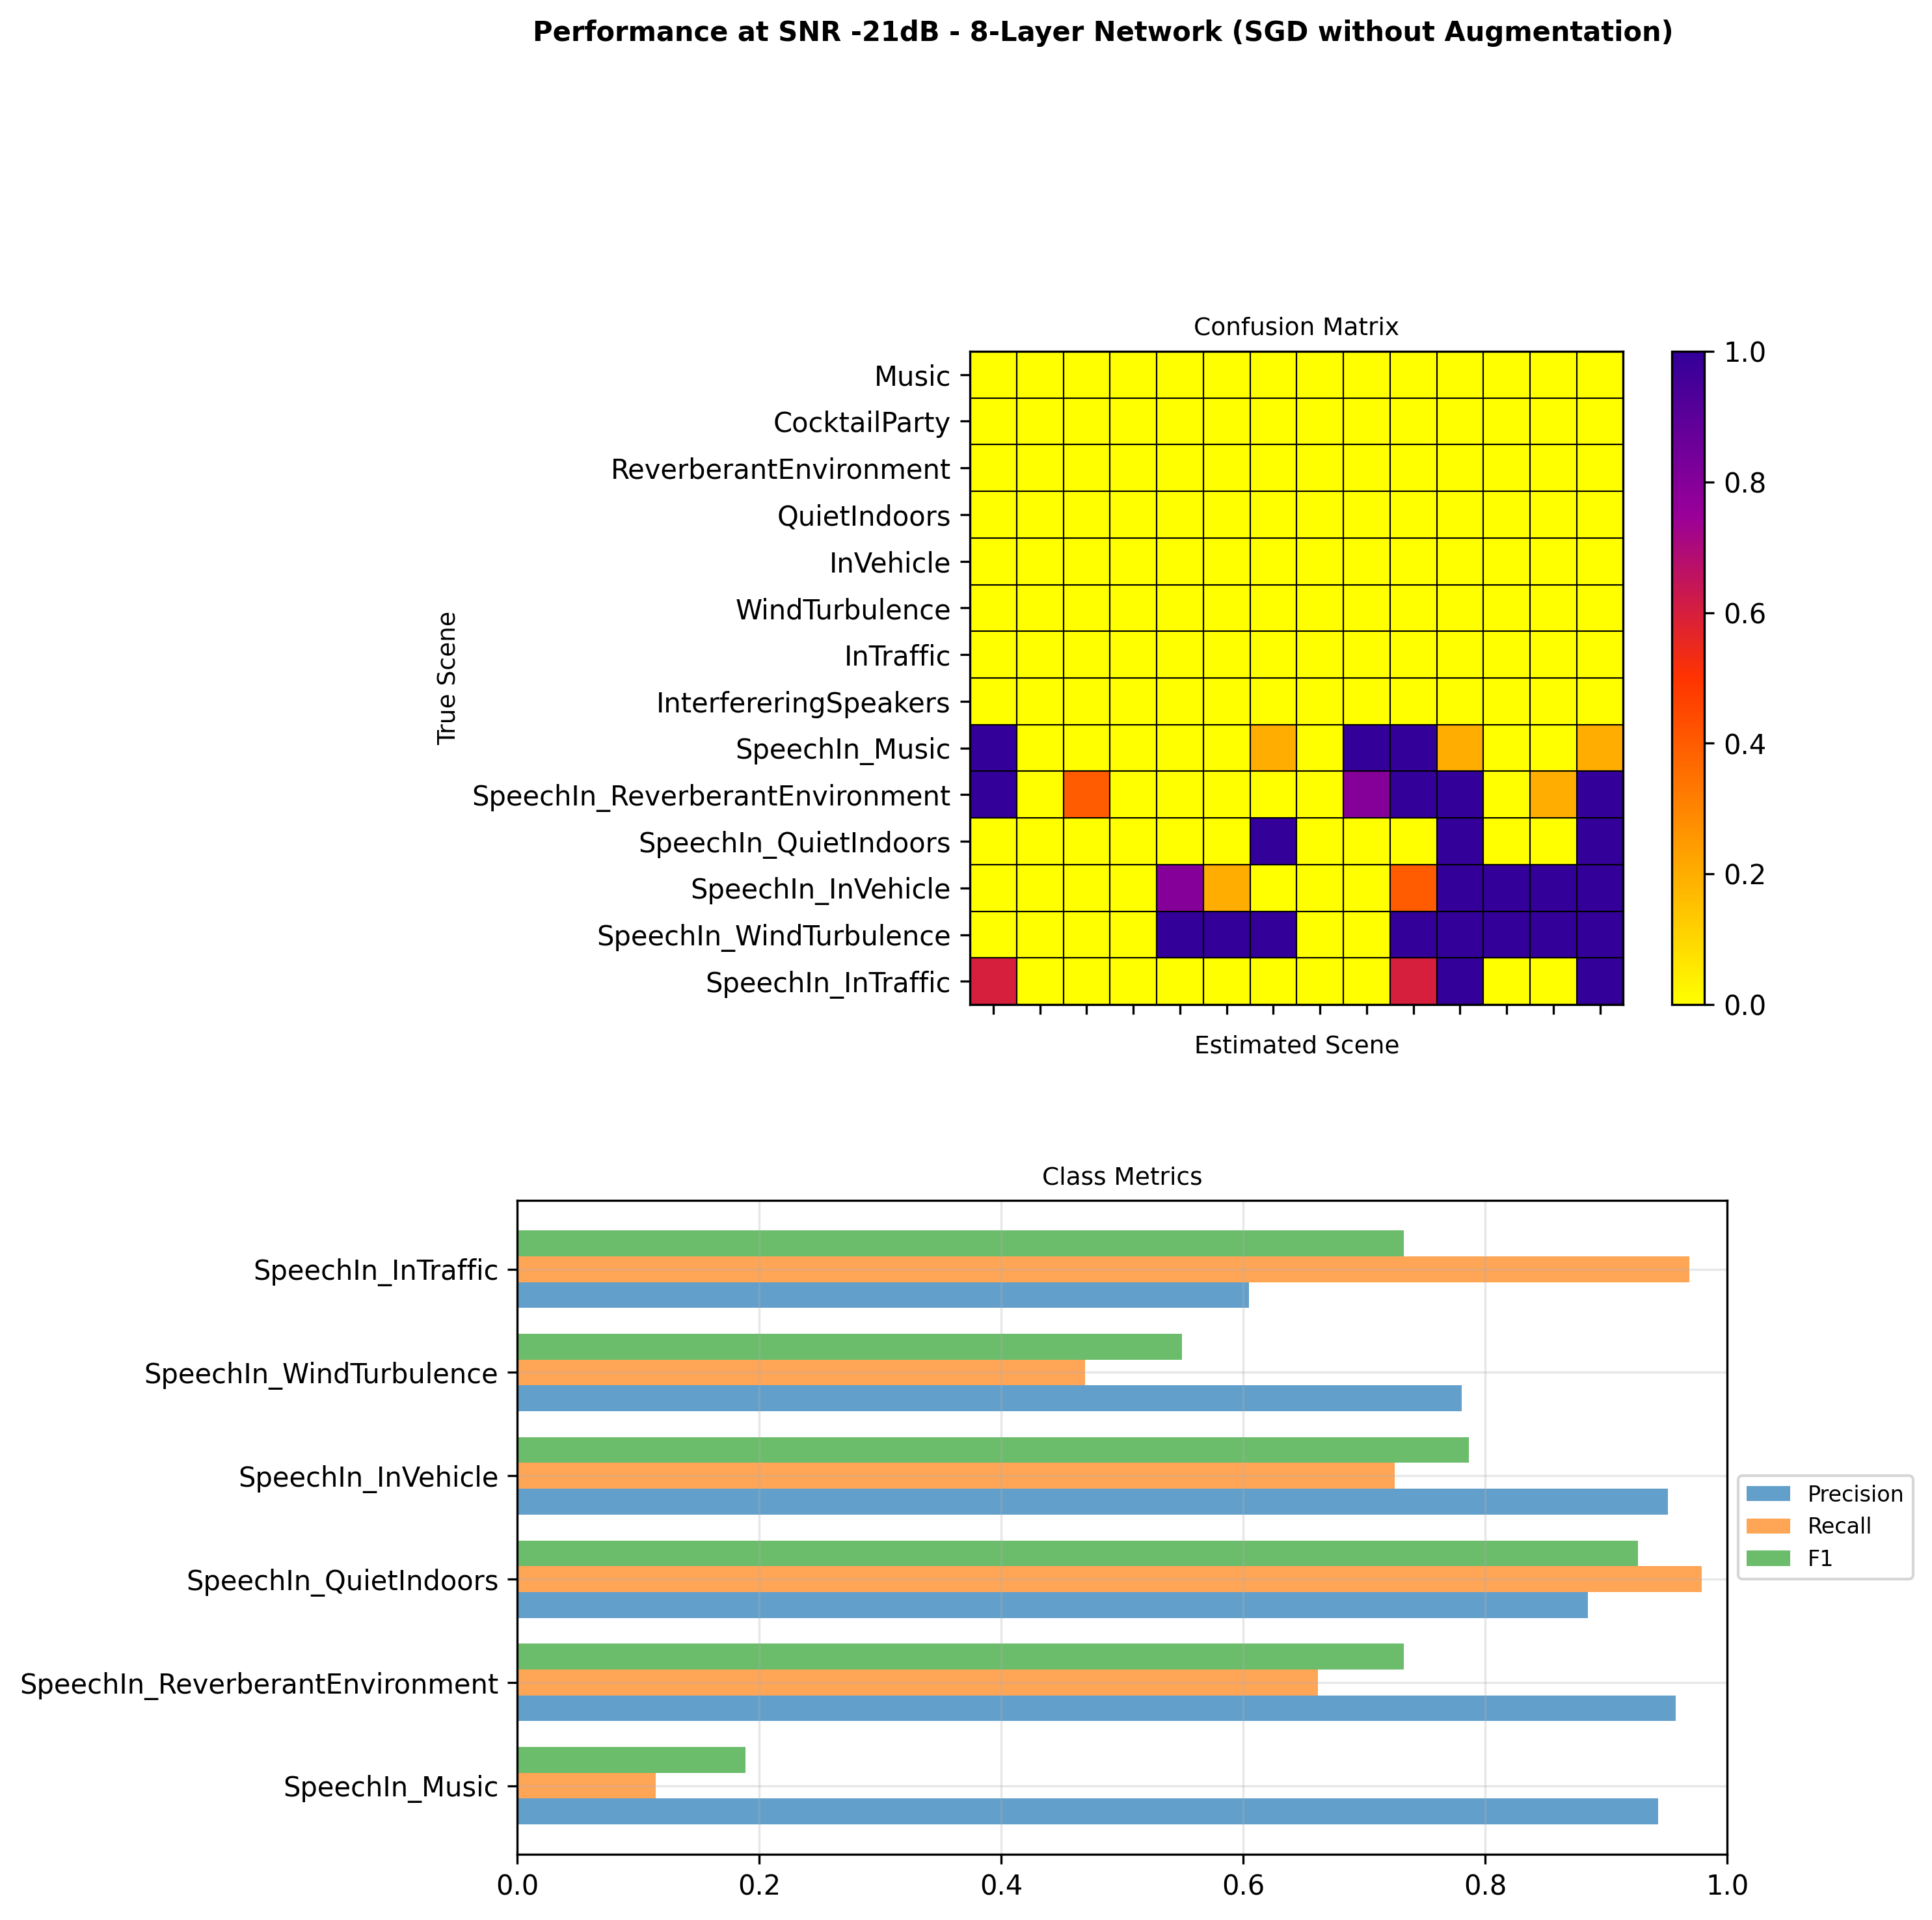 Performance at SNR -21dB - 8-Layer Network (SGD without Augmentation)
Confusion Matrix
True Scene
Music
CocktailParty
ReverberantEnvironment
QuietIndoors
InVehicle
WindTurbulence
InTraffic
InterfereringSpeakers
SpeechIn_Music
SpeechIn_ReverberantEnvironment
SpeechIn_QuietIndoors
SpeechIn_InVehicle
SpeechIn_WindTurbulence
SpeechIn_InTraffic
Estimated Scene
1.0
0.8
0.6
0.4
0.2
0.0
Class Metrics
SpeechIn_InTraffic
SpeechIn_WindTurbulence
SpeechIn_InVehicle
SpeechIn_QuietIndoors
SpeechIn_ReverberantEnvironment
SpeechIn_Music
0.0 0.2 0.4 0.6 0.8 1.0
Precision
Recall
F1